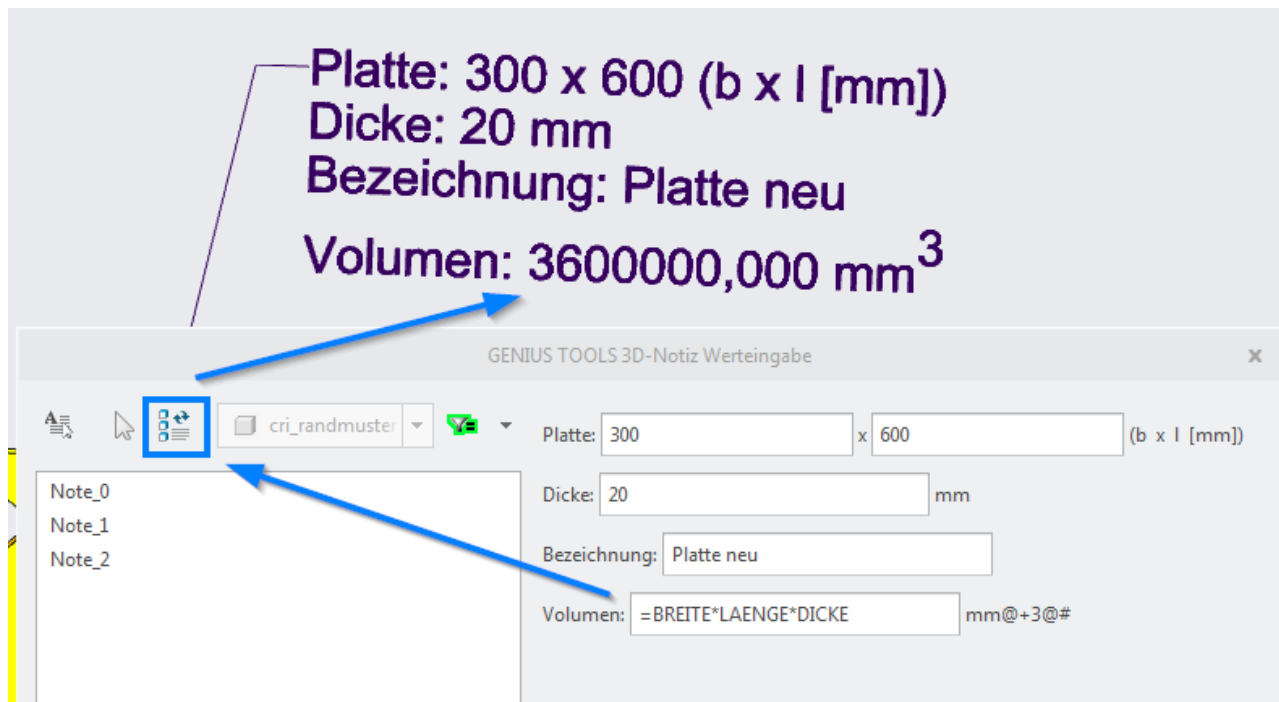 Platte: 300 x 600 (b x l [mm])
Dicke: 20 mm
Bezeichnung: Platte neu
Volumen: 3600000,000 mm³
GENIUS TOOLS 3D-Notiz Werteingabe
x
cri_randmuster
Platte: 300 x 600 (b x l [mm])
Note_0
Note_1
Note_2
Dicke: 20 mm
Bezeichnung: Platte neu
Volumen: =BREITE*LAENGE*DICKE mm@+3@#